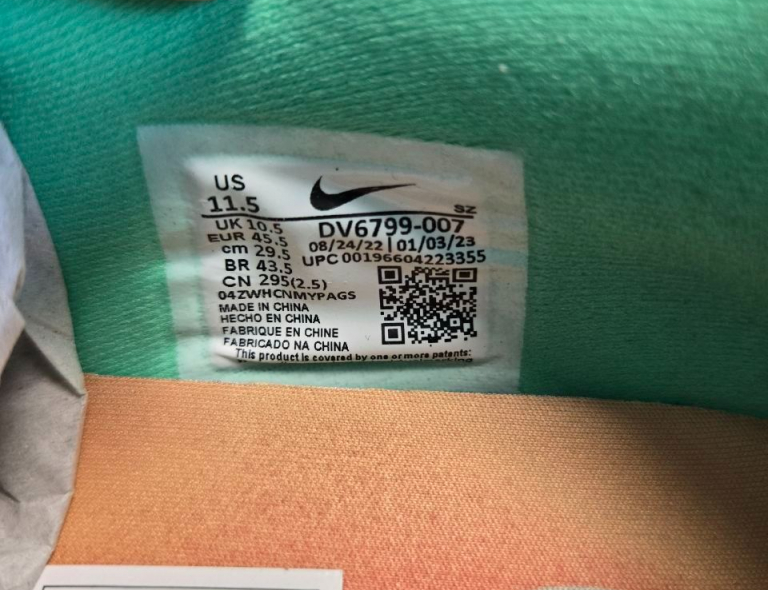 US
11.5
SZ
UK 10.5
DV6799-007
EUR 45.5
08/24/22 | 01/03/23
cm 29.5
UPC 00196604223355
BR 43.5
CN 295(2.5)
04ZWHCNMYPAGS
MADE IN CHINA
HECHO EN CHINA
FABRIQUE EN CHINE
FABRICADO NA CHINA
This product is covered by one or more patents: